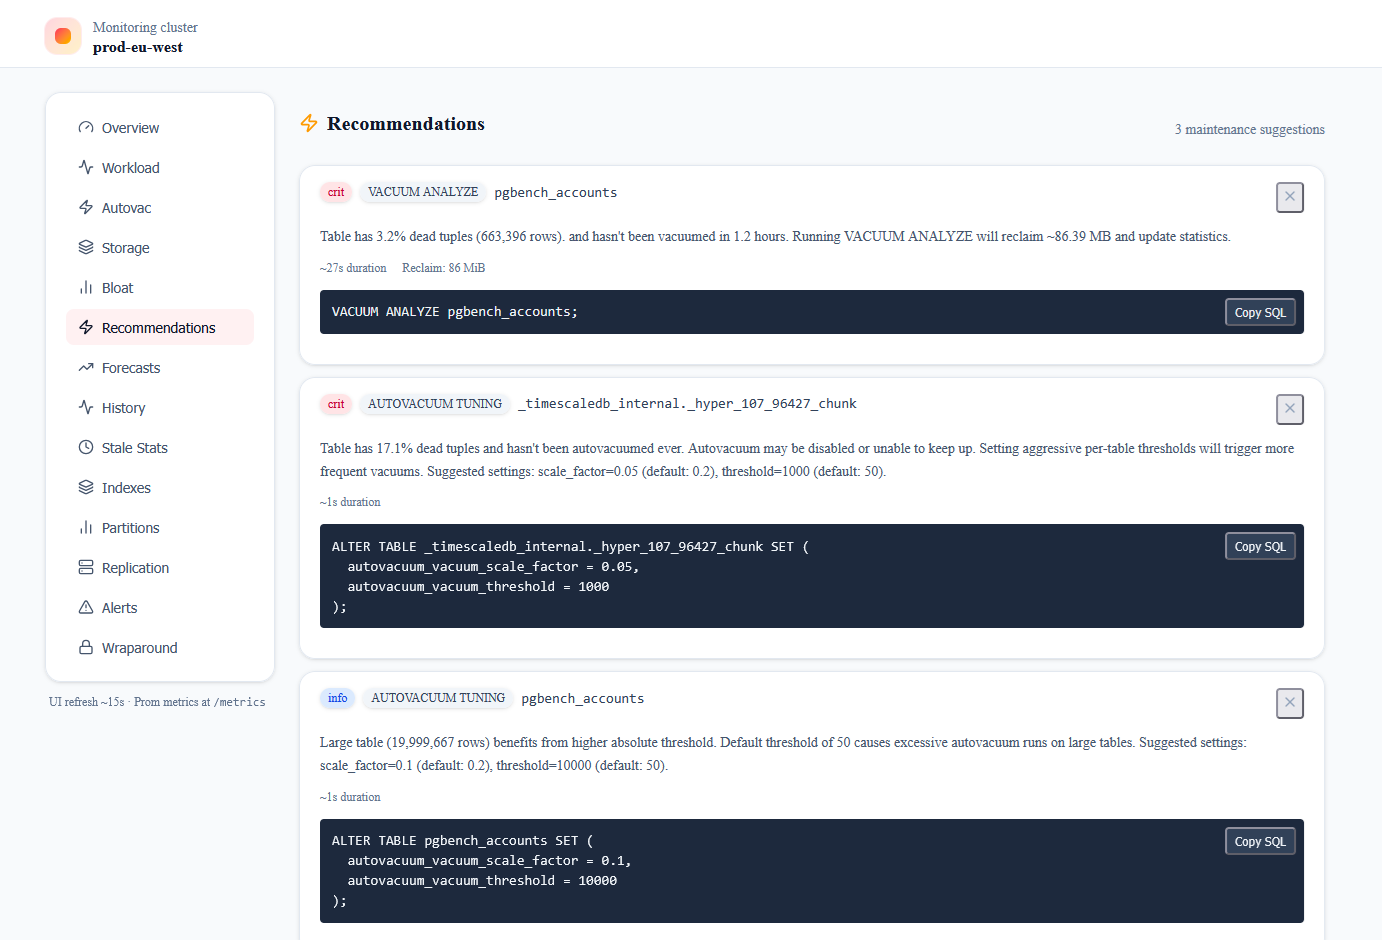 Monitoring cluster
prod-eu-west
Overview
Workload
Autovac
Storage
Bloat
Recommendations
Forecasts
History
Stale Stats
Indexes
Partitions
Replication
Alerts
Wraparound
UI refresh ~15s · Prom metrics at /metrics
Recommendations
3 maintenance suggestions
crit VACUUM ANALYZE pgbench_accounts
Table has 3.2% dead tuples (663,396 rows). and hasn't been vacuumed in 1.2 hours. Running VACUUM ANALYZE will reclaim ~86.39 MB and update statistics.
~27s duration Reclaim: 86 MiB
VACUUM ANALYZE pgbench_accounts;
Copy SQL
crit AUTOVACUUM TUNING _timescaledb_internal._hyper_107_96427_chunk
Table has 17.1% dead tuples and hasn't been autovacuumed ever. Autovacuum may be disabled or unable to keep up. Setting aggressive per-table thresholds will trigger more
frequent vacuums. Suggested settings: scale_factor=0.05 (default: 0.2), threshold=1000 (default: 50).
~1s duration
ALTER TABLE _timescaledb_internal._hyper_107_96427_chunk SET (
autovacuum_vacuum_scale_factor = 0.05,
autovacuum_vacuum_threshold = 1000
);
Copy SQL
info AUTOVACUUM TUNING pgbench_accounts
Large table (19,999,667 rows) benefits from higher absolute threshold. Default threshold of 50 causes excessive autovacuum runs on large tables. Suggested settings:
scale_factor=0.1 (default: 0.2), threshold=10000 (default: 50).
~1s duration
ALTER TABLE pgbench_accounts SET (
autovacuum_vacuum_scale_factor = 0.1,
autovacuum_vacuum_threshold = 10000
);
Copy SQL